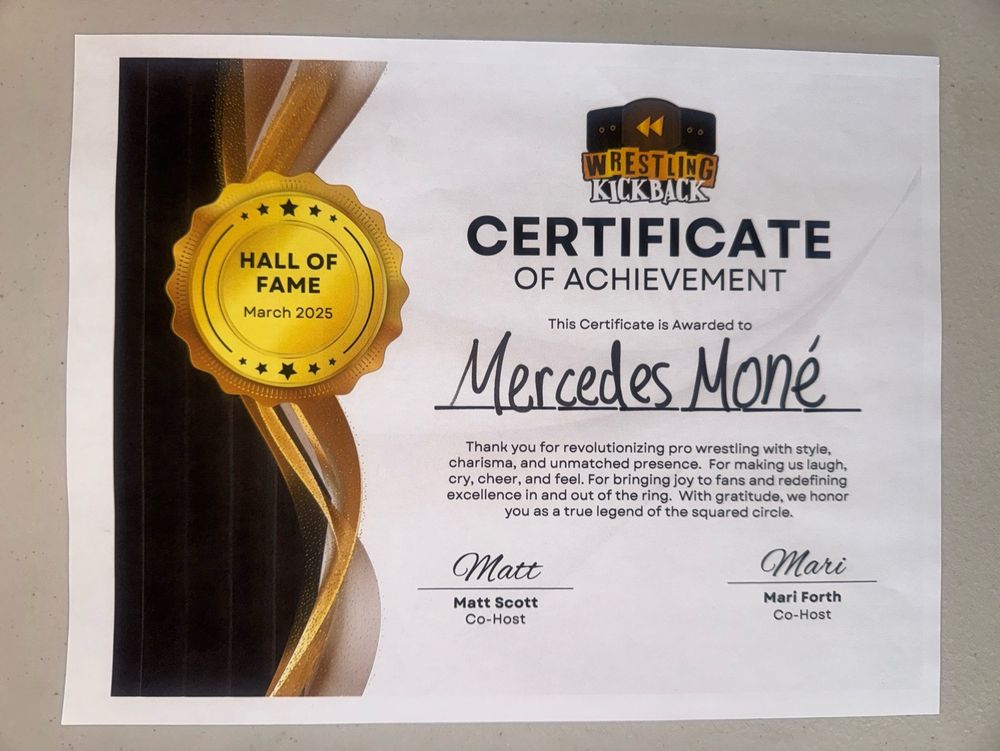 HALL OF
FAME
March 2025
WRESTLING
KICKBACK
CERTIFICATE
OF ACHIEVEMENT
This Certificate is Awarded to
Mercedes Moné
Thank you for revolutionizing pro wrestling with style,
charisma, and unmatched presence. For making us laugh,
cry, cheer, and feel. For bringing joy to fans and redefining
excellence in and out of the ring. With gratitude, we honor
you as a true legend of the squared circle.
Matt
Matt Scott
Co-Host
Mari
Mari Forth
Co-Host